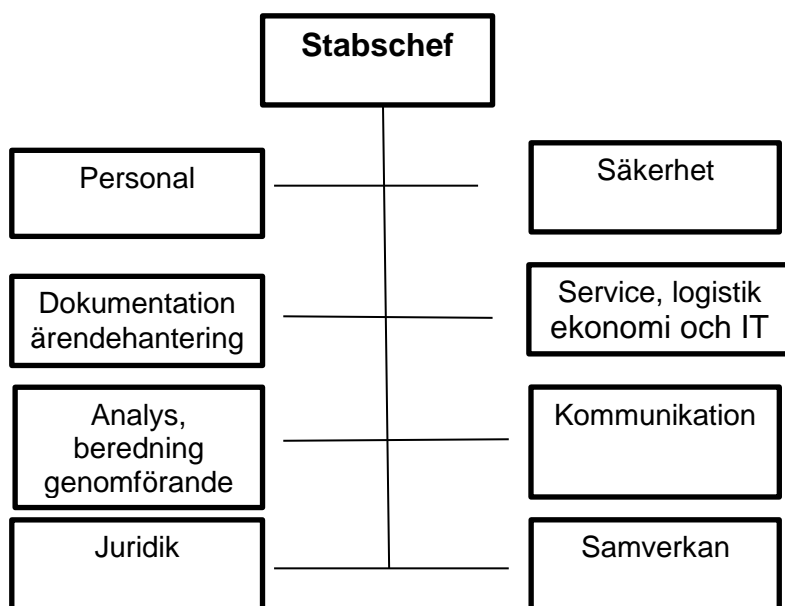 Stabschef
Personal
Säkerhet
Dokumentation
ärendehantering
Service, logistik
ekonomi och IT
Analys,
beredning
genomförande
Kommunikation
Juridik
Samverkan